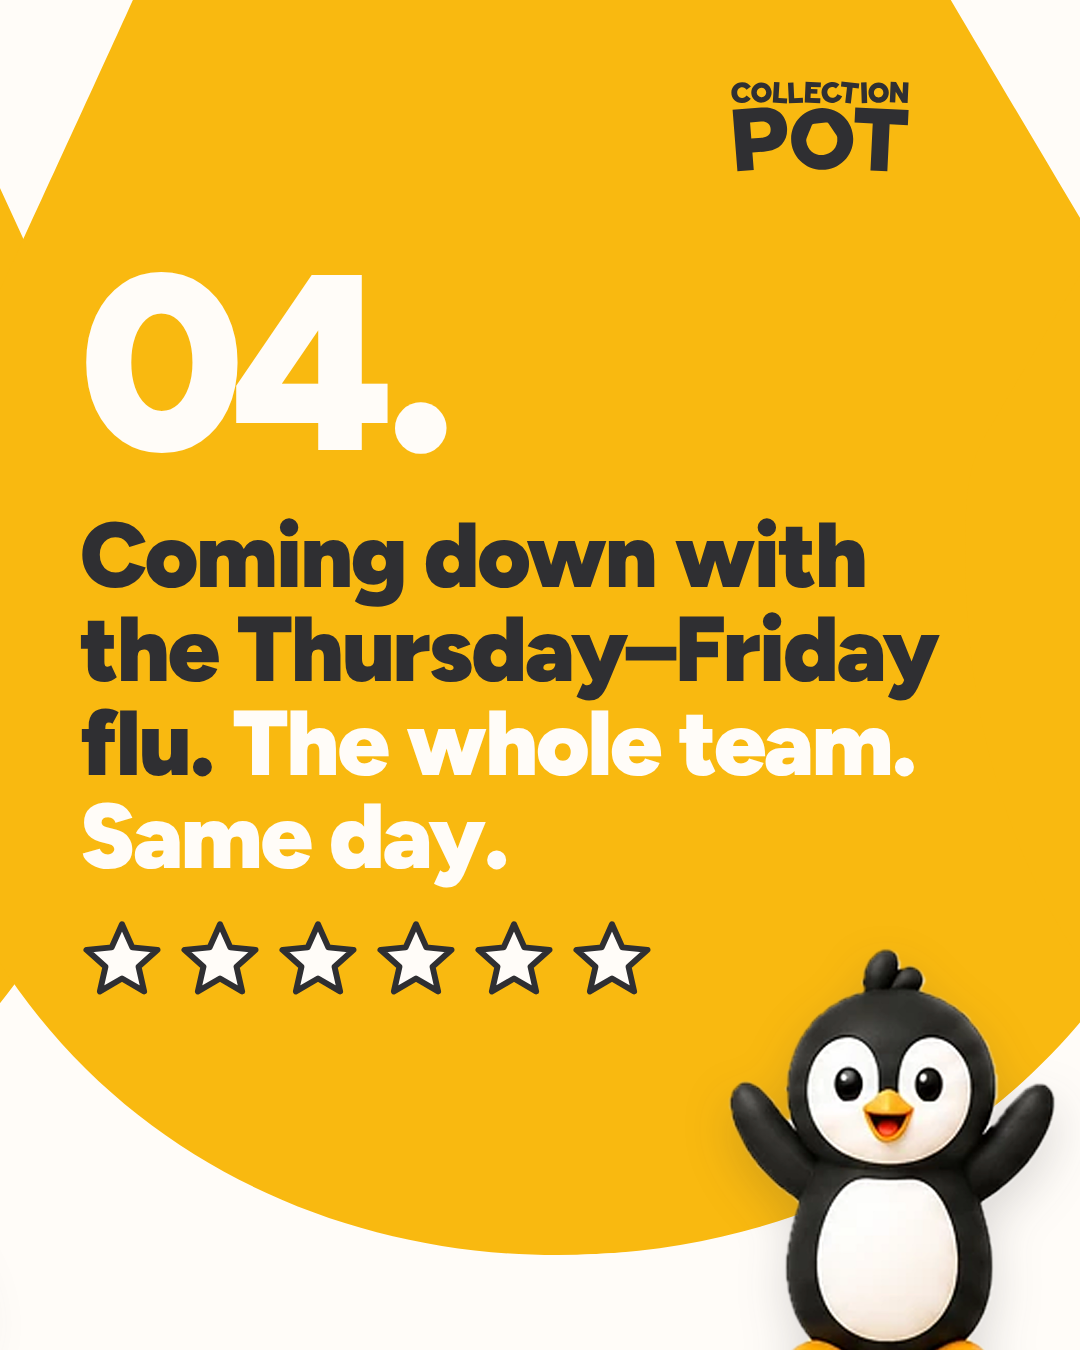 COLLECTION
POT
04.
Coming down with
the Thursday–Friday
flu. The whole team.
Same day.